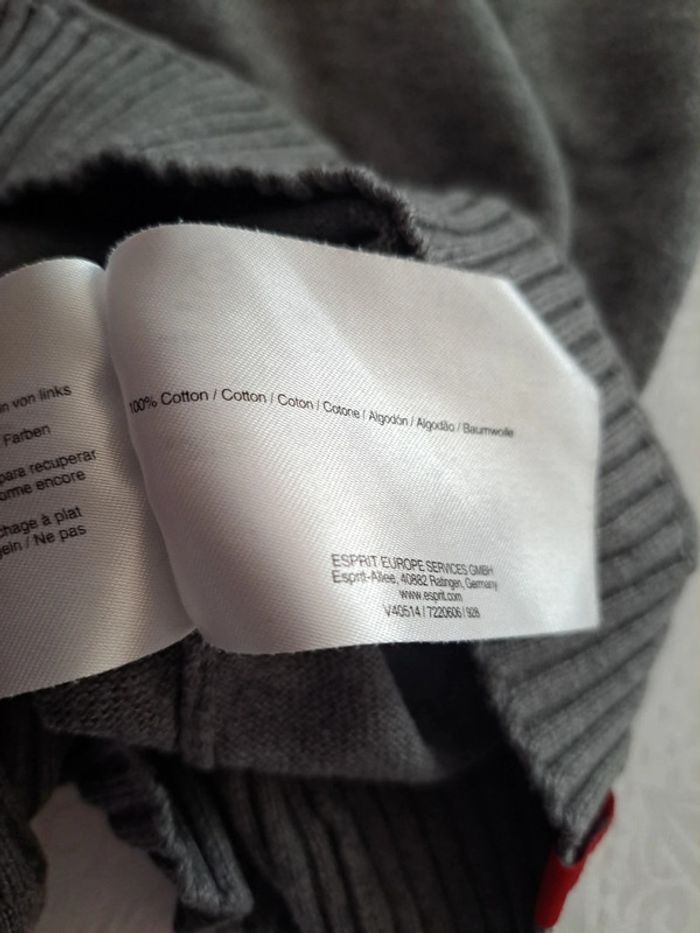 n von links
Farben
para recuperar
orme encore
chage à plat
geln / Ne pas
100% Cotton / Cotton / Coton / Cotone / Algodón / Algodão / Baumwolle
ESPRIT EUROPE SERVICES GMBH
Esprit-Allee, 40882 Ratingen, Germany
www.esprit.com
V40514 / 7220606 / 928